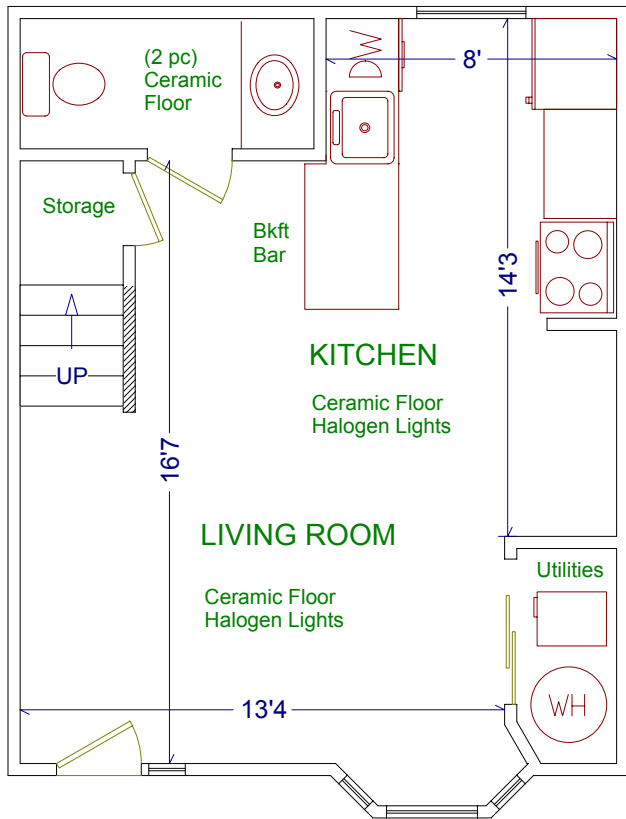 (2 pc)
Ceramic
Floor
8'
Storage
Bkft
Bar
14'3
UP
KITCHEN
Ceramic Floor
Halogen Lights
16'7
LIVING ROOM
Ceramic Floor
Halogen Lights
Utilities
WH
13'4